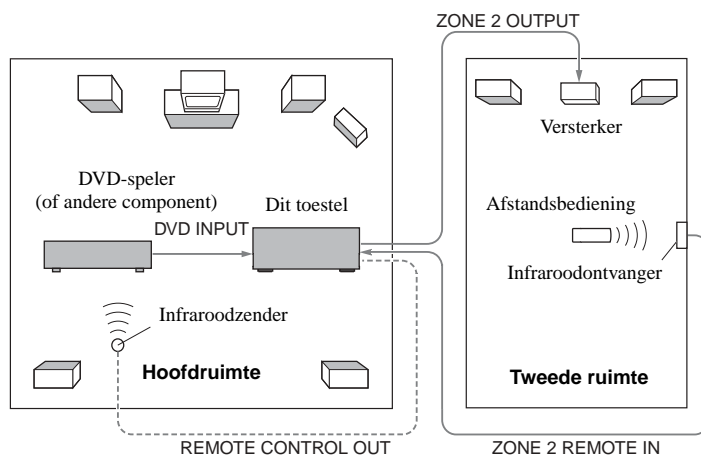 ZONE 2 OUTPUT
Versterker
DVD-speler
(of andere component)
Dit toestel
DVD INPUT
Afstandsbediening
Infraroodontvanger
Infraroodzender
Hoofdruimte
Tweede ruimte
REMOTE CONTROL OUT
ZONE 2 REMOTE IN